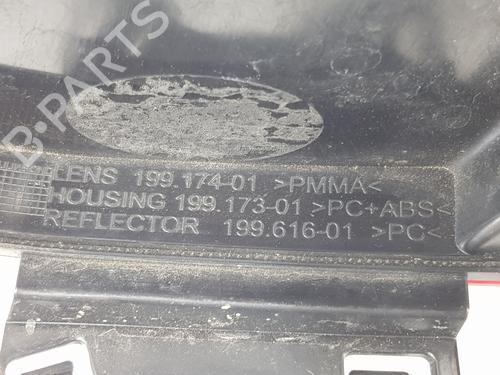 B-PARTS
LENS 199.174-01 >PMMA<
HOUSING 199.173-01 >PC+ABS<
REFLECTOR 199.616-01 >PC<